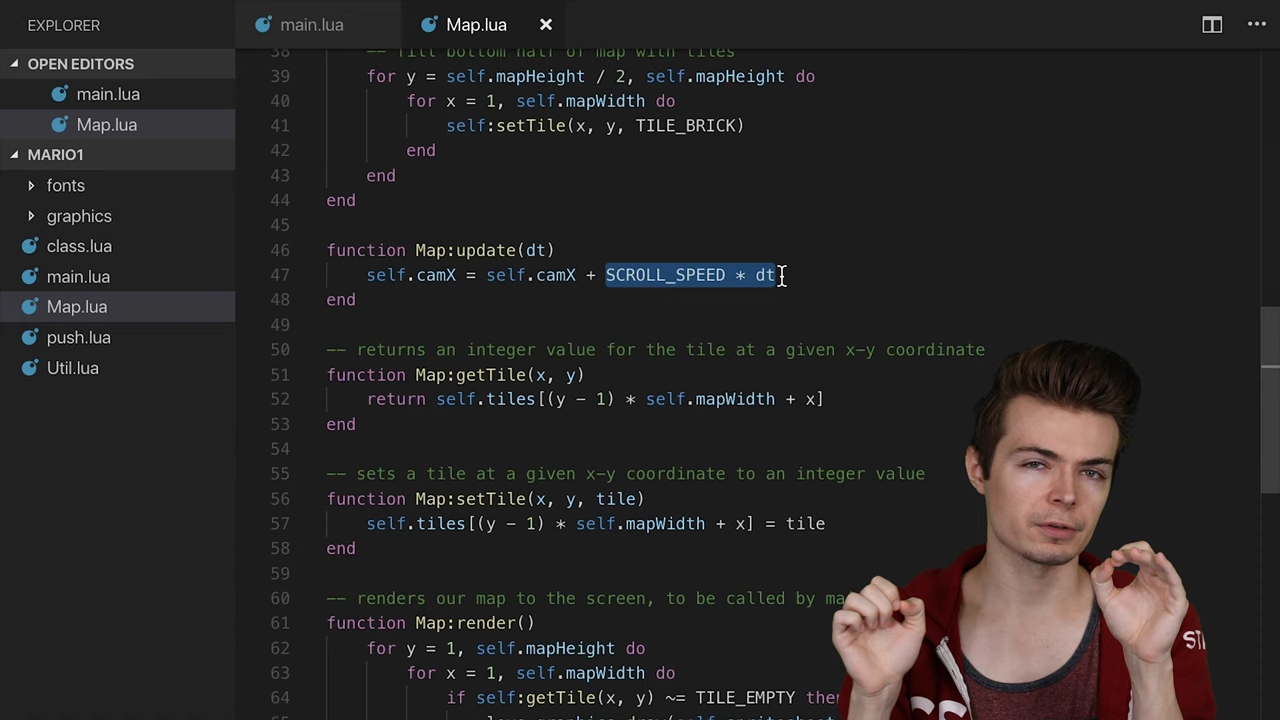 EXPLORER
OPEN EDITORS
main.lua
Map.lua
MARIO1
fonts
graphics
class.lua
main.lua
Map.lua
push.lua
Util.lua
main.lua Map.lua ×
38 -- fill bottom half of map with tiles
39 for y = self.mapHeight / 2, self.mapHeight do
40 for x = 1, self.mapWidth do
41 self:setTile(x, y, TILE_BRICK)
42 end
43 end
44 end
45
46 function Map:update(dt)
47 self.camX = self.camX + SCROLL_SPEED * dt
48 end
49
50 -- returns an integer value for the tile at a given x-y coordinate
51 function Map:getTile(x, y)
52 return self.tiles[(y - 1) * self.mapWidth + x]
53 end
54
55 -- sets a tile at a given x-y coordinate to an integer value
56 function Map:setTile(x, y, tile)
57 self.tiles[(y - 1) * self.mapWidth + x] = tile
58 end
59
60 -- renders our map to the screen, to be called by ma
61 function Map:render()
62 for y = 1, self.mapHeight do
63 for x = 1, self.mapWidth do
64 if self:getTile(x, y) ~= TILE_EMPTY then